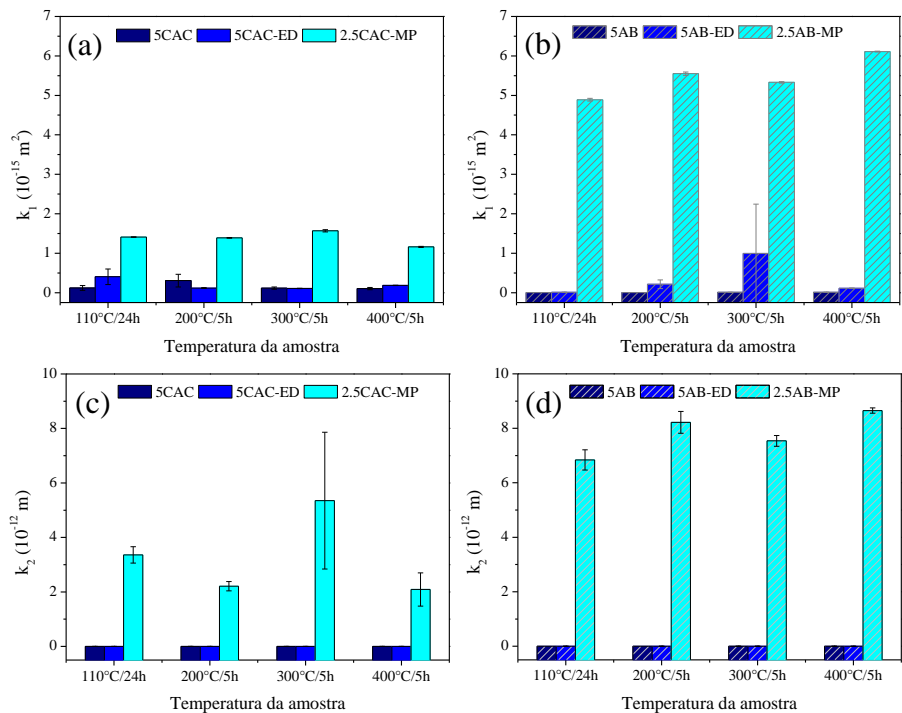 (a)
5CAC 5CAC-ED 2.5CAC-MP
k₁ (10⁻¹⁵ m²)
7
6
5
4
3
2
1
0
110°C/24h 200°C/5h 300°C/5h 400°C/5h
Temperatura da amostra
(b)
5AB 5AB-ED 2.5AB-MP
k₁ (10⁻¹⁵ m²)
7
6
5
4
3
2
1
0
110°C/24h 200°C/5h 300°C/5h 400°C/5h
Temperatura da amostra
(c)
5CAC 5CAC-ED 2.5CAC-MP
k₂ (10⁻¹² m)
10
8
6
4
2
0
110°C/24h 200°C/5h 300°C/5h 400°C/5h
Temperatura da amostra
(d)
5AB 5AB-ED 2.5AB-MP
k₂ (10⁻¹² m)
10
8
6
4
2
0
110°C/24h 200°C/5h 300°C/5h 400°C/5h
Temperatura da amostra